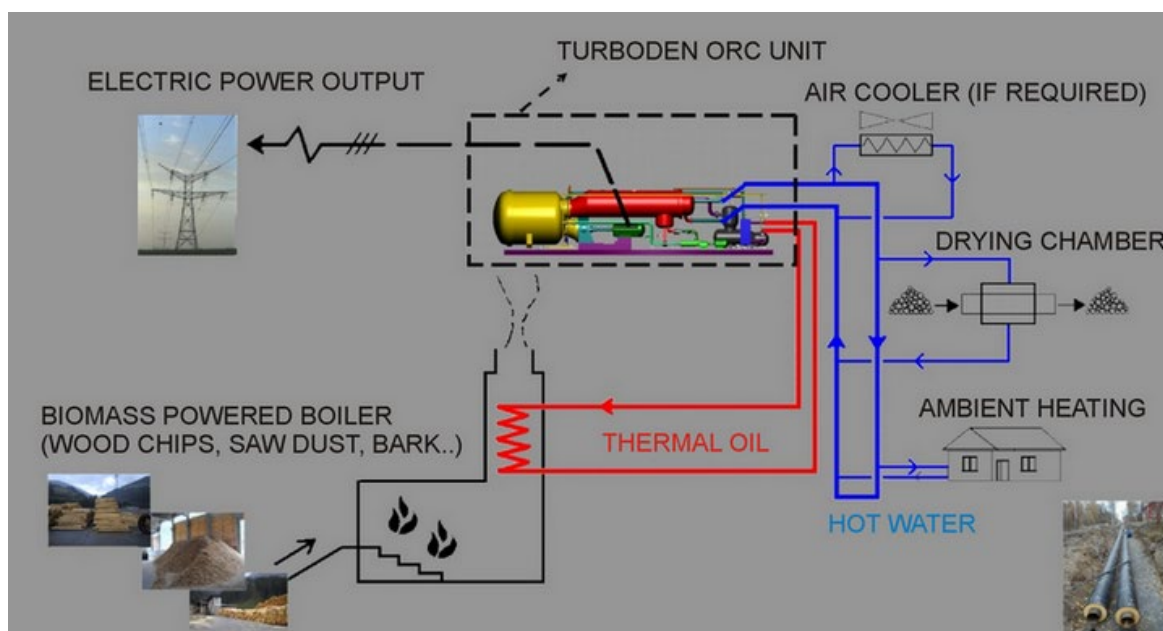 TURBODEN ORC UNIT
ELECTRIC POWER OUTPUT
AIR COOLER (IF REQUIRED)
DRYING CHAMBER
BIOMASS POWERED BOILER
(WOOD CHIPS, SAW DUST, BARK..)
THERMAL OIL
AMBIENT HEATING
HOT WATER